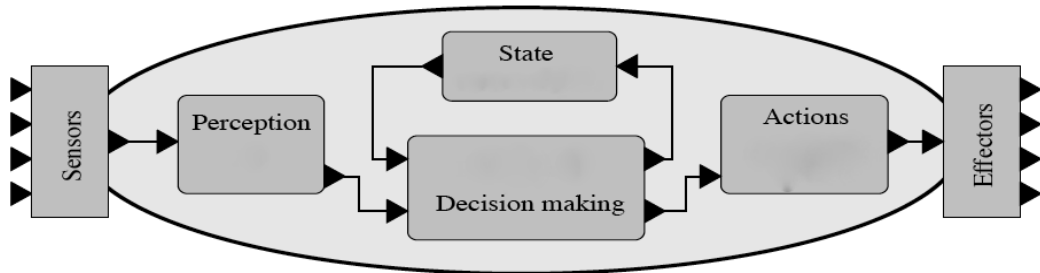 Sensors
Perception
State
Decision making
Actions
Effectors